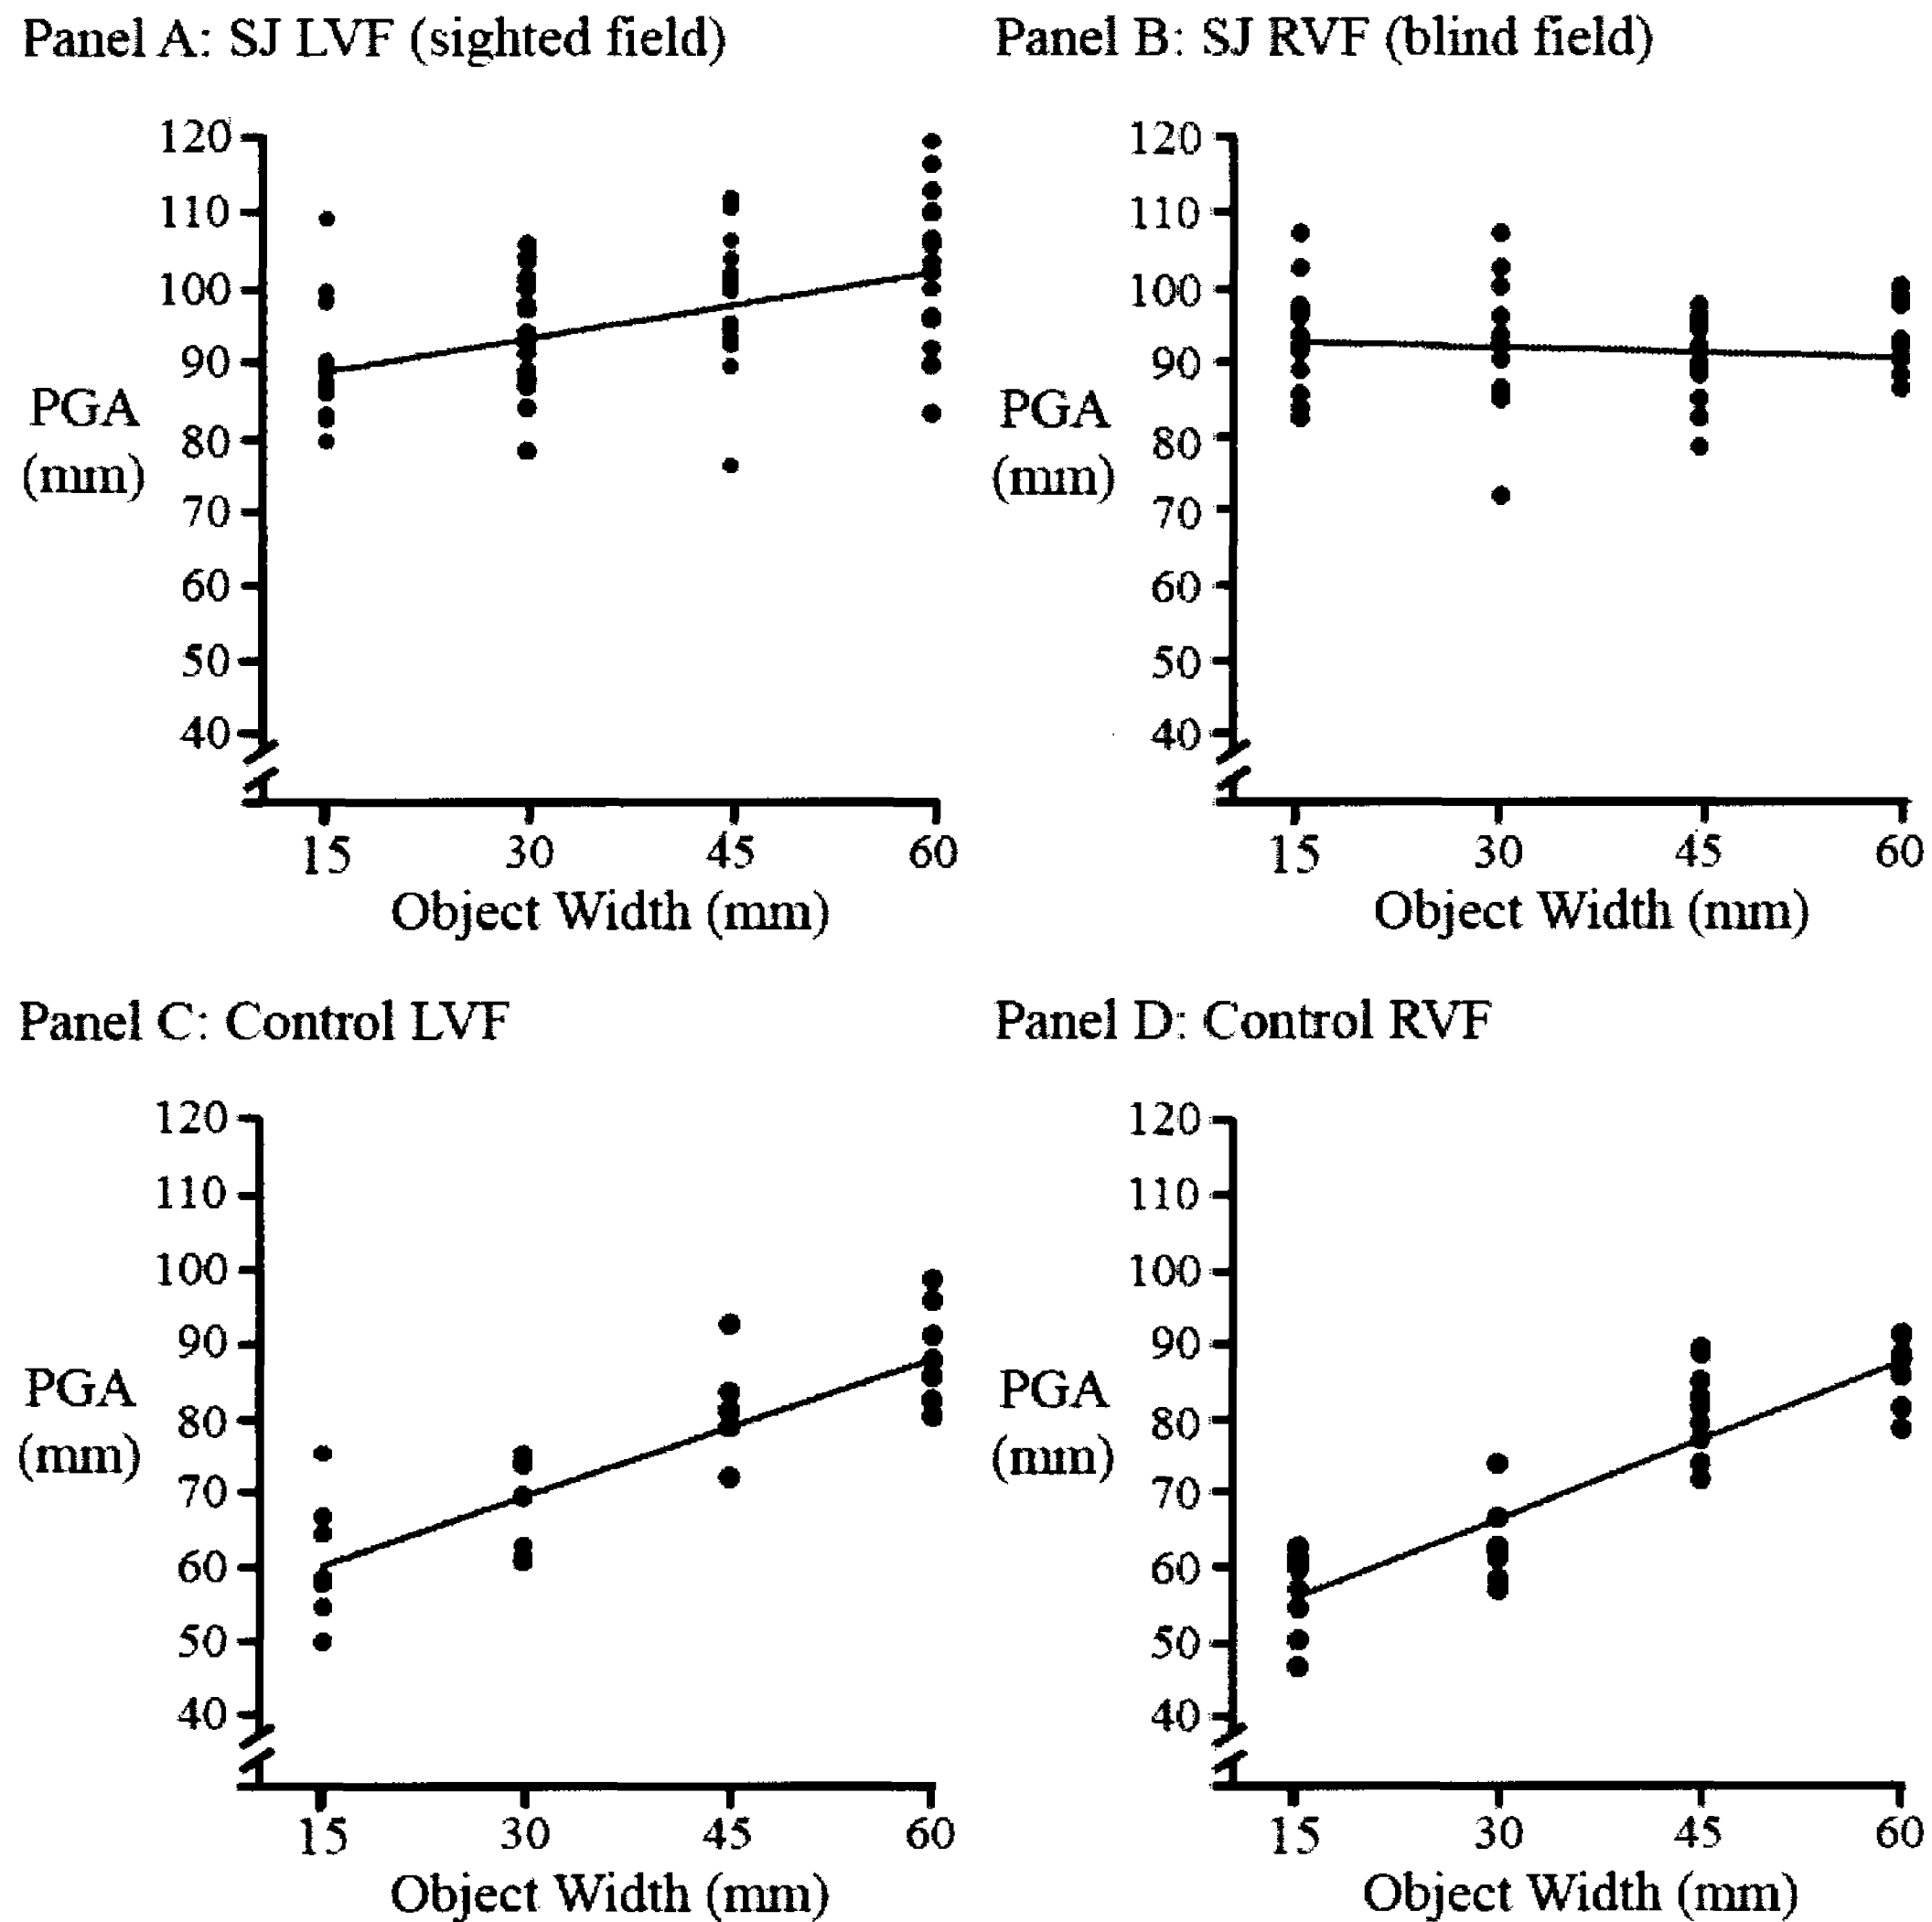 Panel A: SJ LVF (sighted field)
120
110
100
90
80
70
60
50
40
PGA
(mm)
15 30 45 60
Object Width (mm)
Panel B: SJ RVF (blind field)
120
110
100
90
80
70
60
50
40
PGA
(mm)
15 30 45 60
Object Width (mm)
Panel C: Control LVF
120
110
100
90
80
70
60
50
40
PGA
(mm)
15 30 45 60
Object Width (mm)
Panel D: Control RVF
120
110
100
90
80
70
60
50
40
PGA
(mm)
15 30 45 60
Object Width (mm)